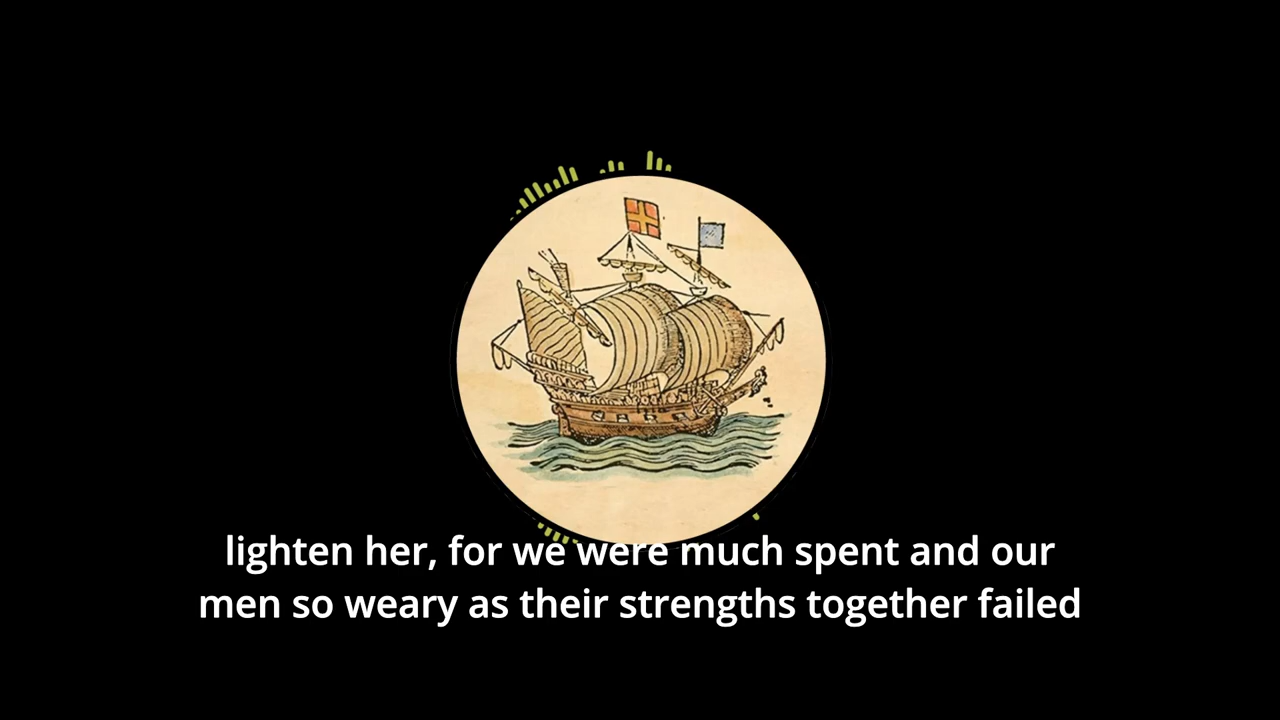 lighten her, for we were much spent and our
men so weary as their strengths together failed